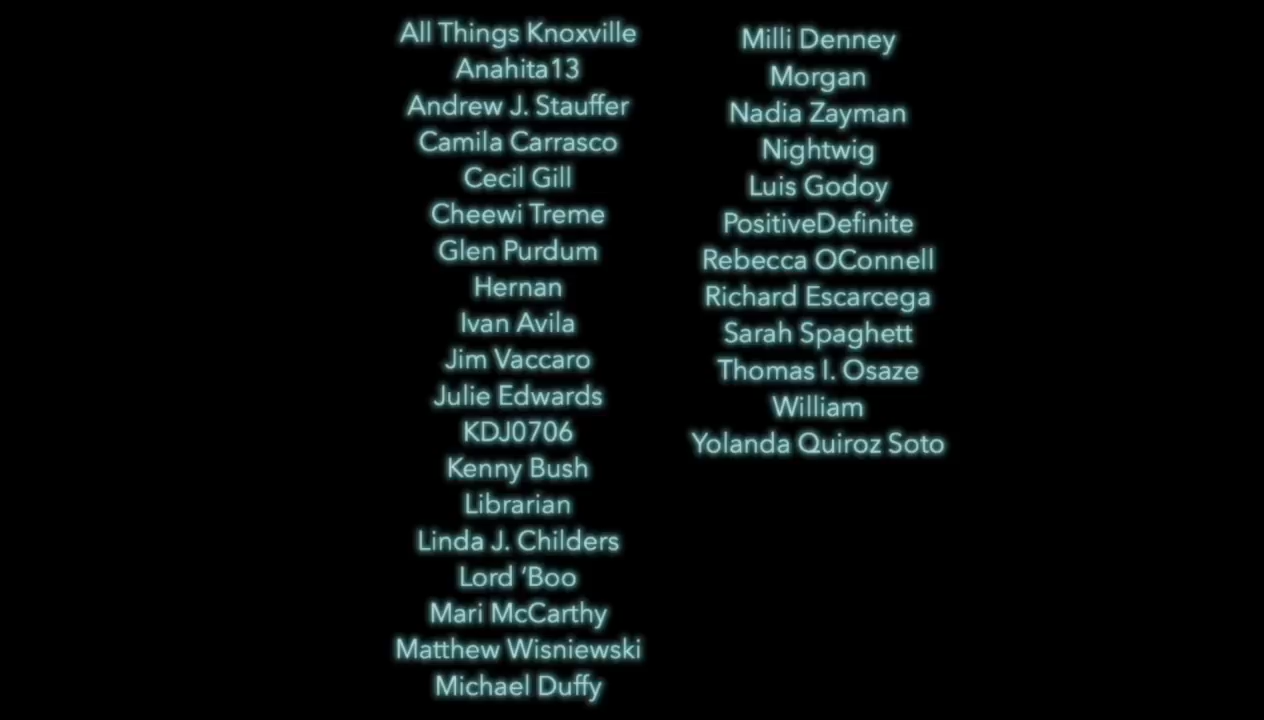 All Things Knoxville
Anahita13
Andrew J. Stauffer
Camila Carrasco
Cecil Gill
Cheewi Treme
Glen Purdum
Hernan
Ivan Avila
Jim Vaccaro
Julie Edwards
KDJ0706
Kenny Bush
Librarian
Linda J. Childers
Lord ‘Boo
Mari McCarthy
Matthew Wisniewski
Michael Duffy
Milli Denney
Morgan
Nadia Zayman
Nightwig
Luis Godoy
PositiveDefinite
Rebecca OConnell
Richard Escarcega
Sarah Spaghett
Thomas I. Osaze
William
Yolanda Quiroz Soto